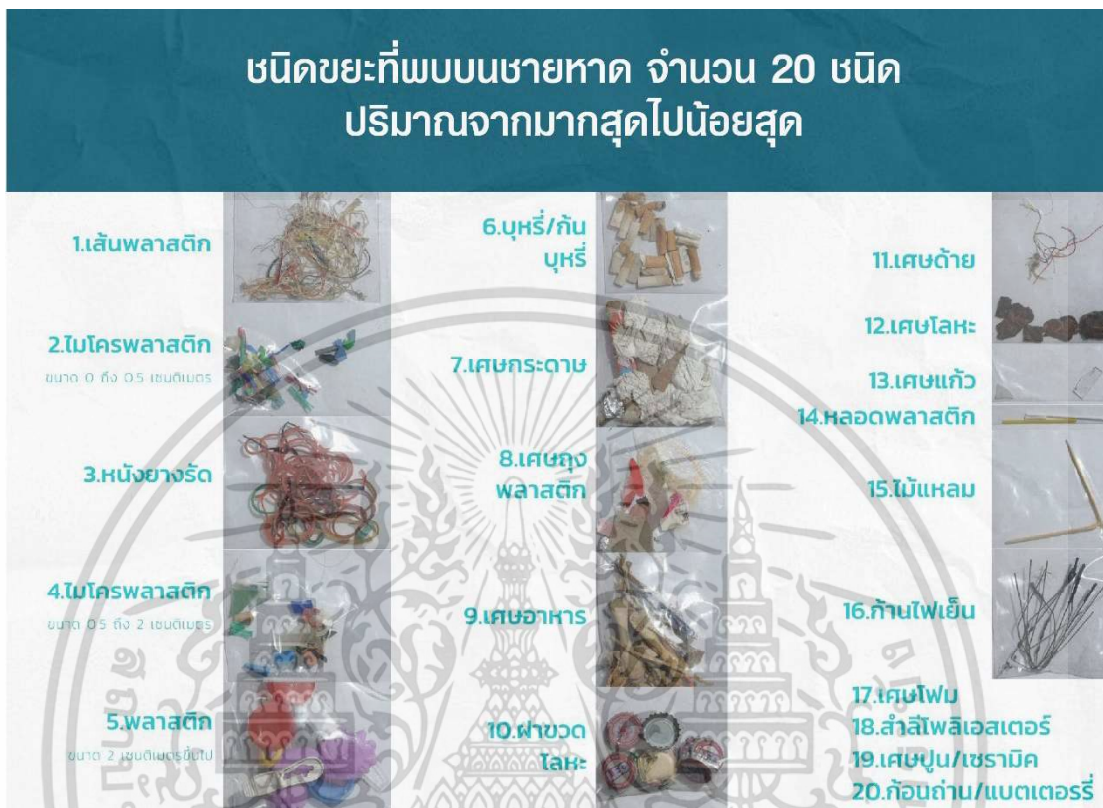 ชนิดขยะที่พบบนชายหาด จำนวน 20 ชนิด
ปริมาณจากมากสุดไปน้อยสุด
1.เส้นพลาสติก
2.ไมโครพลาสติก
ขนาด 0 ถึง 0.5 เซนติเมตร
3.หนังยางรัด
4.ไมโครพลาสติก
ขนาด 0.5 ถึง 2 เซนติเมตร
5.พลาสติก
ขนาด 2 เซนติเมตรขึ้นไป
6.บุหรี่/ก้น
บุหรี่
7.เศษกระดาษ
8.เศษถุง
พลาสติก
9.เศษอาหาร
10.ฝาขวด
โลหะ
11.เศษด้าย
12.เศษโลหะ
13.เศษแก้ว
14.หลอดพลาสติก
15.ไม้แหลม
16.ก้านไฟเย็น
17.เศษโฟม
18.สำลีโพลิเอสเตอร์
19.เศษปูน/เซรามิค
20.ก้อนถ่าน/แบตเตอรรี่